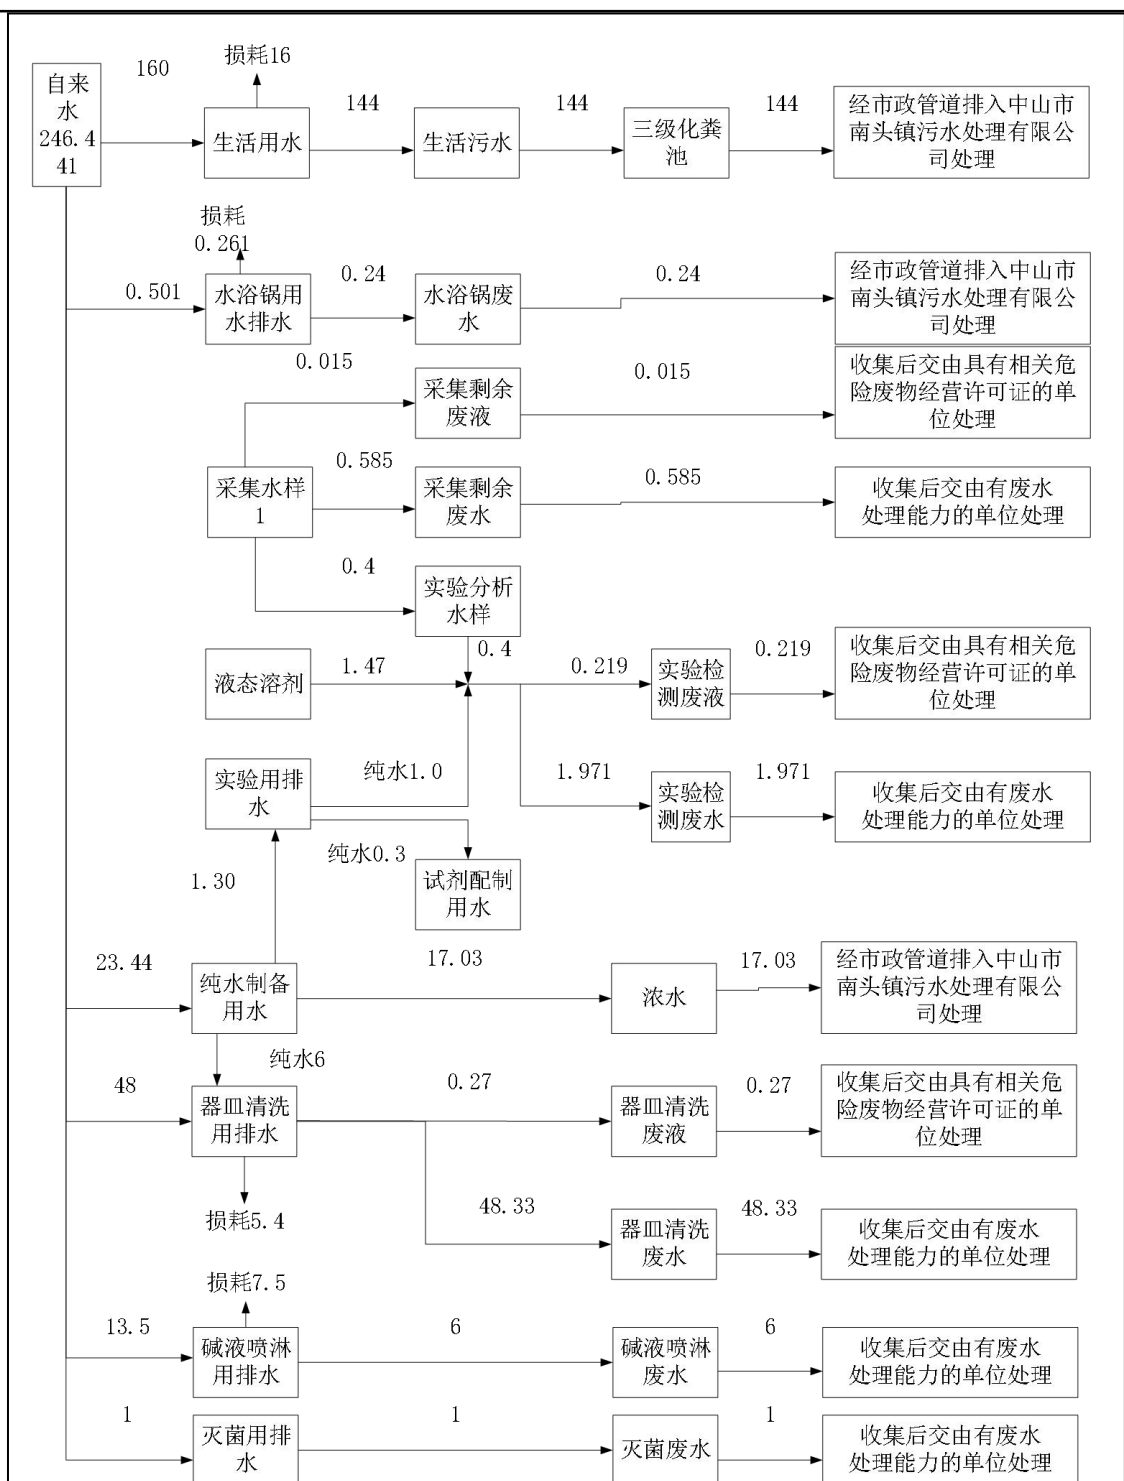 自来
水
246.4
41
160
损耗16
生活用水
144
生活污水
144
三级化粪
池
144
经市政管道排入中山市
南头镇污水处理有限公
司处理
损耗
0.261
0.501
水浴锅用
水排水
0.24
水浴锅废
水
0.24
经市政管道排入中山市
南头镇污水处理有限公
司处理
0.015
采集剩余
废液
0.015
收集后交由具有相关危
险废物经营许可证的单
位处理
采集水样
1
0.585
采集剩余
废水
0.585
收集后交由有废水
处理能力的单位处理
0.4
实验分析
水样
0.4
液态溶剂
1.47
0.219
实验检
测废液
0.219
收集后交由具有相关危
险废物经营许可证的单
位处理
实验用排
水
纯水1.0
1.971
实验检
测废水
1.971
收集后交由有废水
处理能力的单位处理
纯水0.3
试剂配制
用水
1.30
23.44
纯水制备
用水
17.03
浓水
17.03
经市政管道排入中山市
南头镇污水处理有限公
司处理
纯水6
48
器皿清洗
用排水
0.27
器皿清洗
废液
0.27
收集后交由具有相关危
险废物经营许可证的单
位处理
损耗5.4
48.33
器皿清洗
废水
48.33
收集后交由有废水
处理能力的单位处理
损耗7.5
13.5
碱液喷淋
用排水
6
碱液喷淋
废水
6
收集后交由有废水
处理能力的单位处理
1
灭菌用排
水
1
灭菌废水
1
收集后交由有废水
处理能力的单位处理